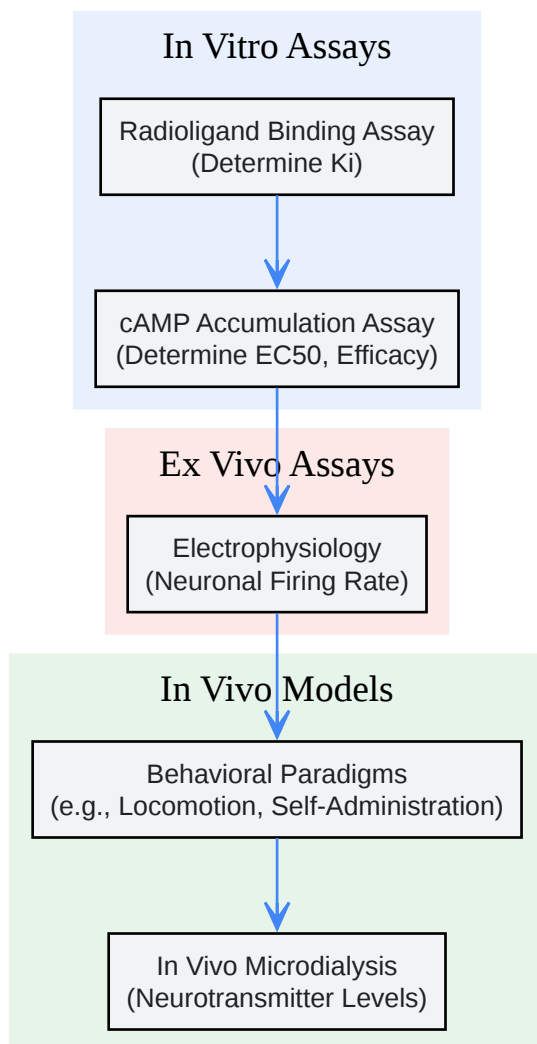 In Vitro Assays
Radioligand Binding Assay
(Determine Ki)
cAMP Accumulation Assay
(Determine EC50, Efficacy)
Ex Vivo Assays
Electrophysiology
(Neuronal Firing Rate)
In Vivo Models
Behavioral Paradigms
(e.g., Locomotion, Self-Administration)
In Vivo Microdialysis
(Neurotransmitter Levels)